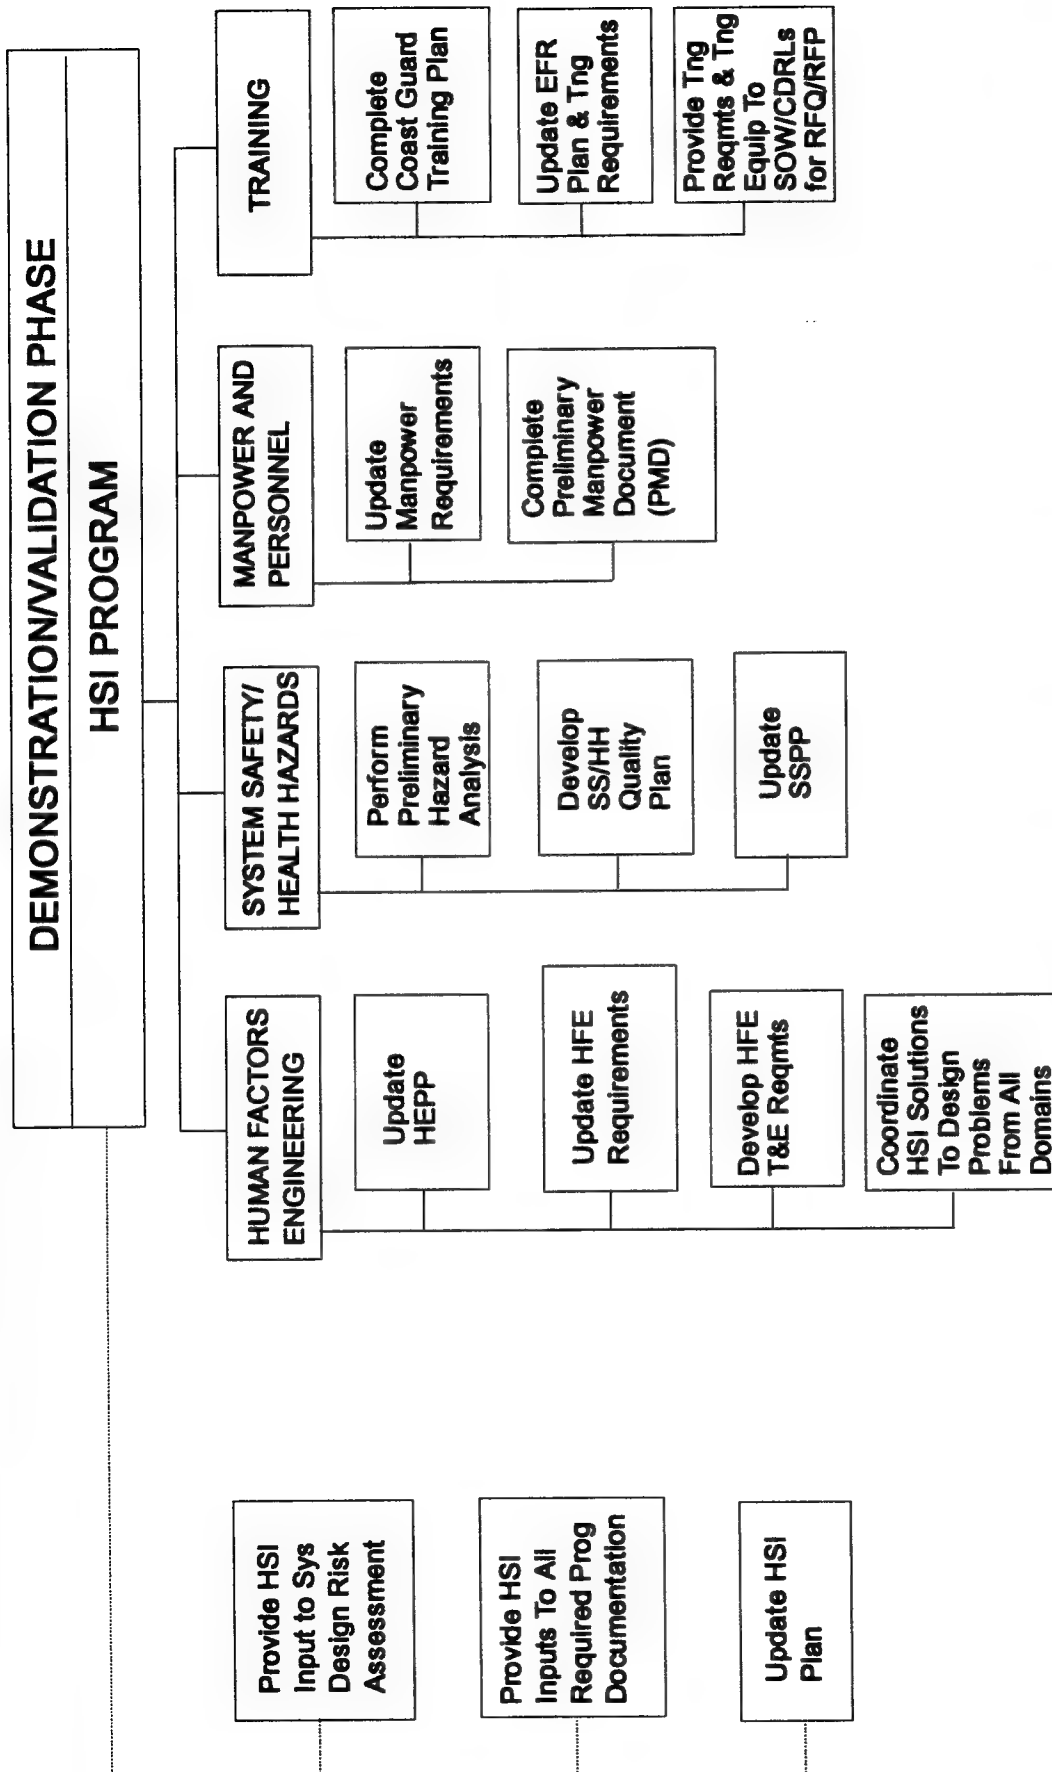 DEMONSTRATION/VALIDATION PHASE
HSI PROGRAM
Provide HSI
Input to Sys
Design Risk
Assessment
Provide HSI
Inputs To All
Required Prog
Documentation
Update HSI
Plan
HUMAN FACTORS
ENGINEERING
Update
HEPP
Update HFE
Requirements
Develop HFE
T&E Reqmts
Coordinate
HSI Solutions
To Design
Problems
From All
Domains
SYSTEM SAFETY/
HEALTH HAZARDS
Perform
Preliminary
Hazard
Analysis
Develop
SS/HH
Quality
Plan
Update
SSPP
MANPOWER AND
PERSONNEL
Update
Manpower
Requirements
Complete
Preliminary
Manpower
Document
(PMD)
TRAINING
Complete
Coast Guard
Training Plan
Update EFR
Plan & Tng
Requirements
Provide Tng
Reqmts & Tng
Equip To
SOW/CDRLs
for RFQ/RFP